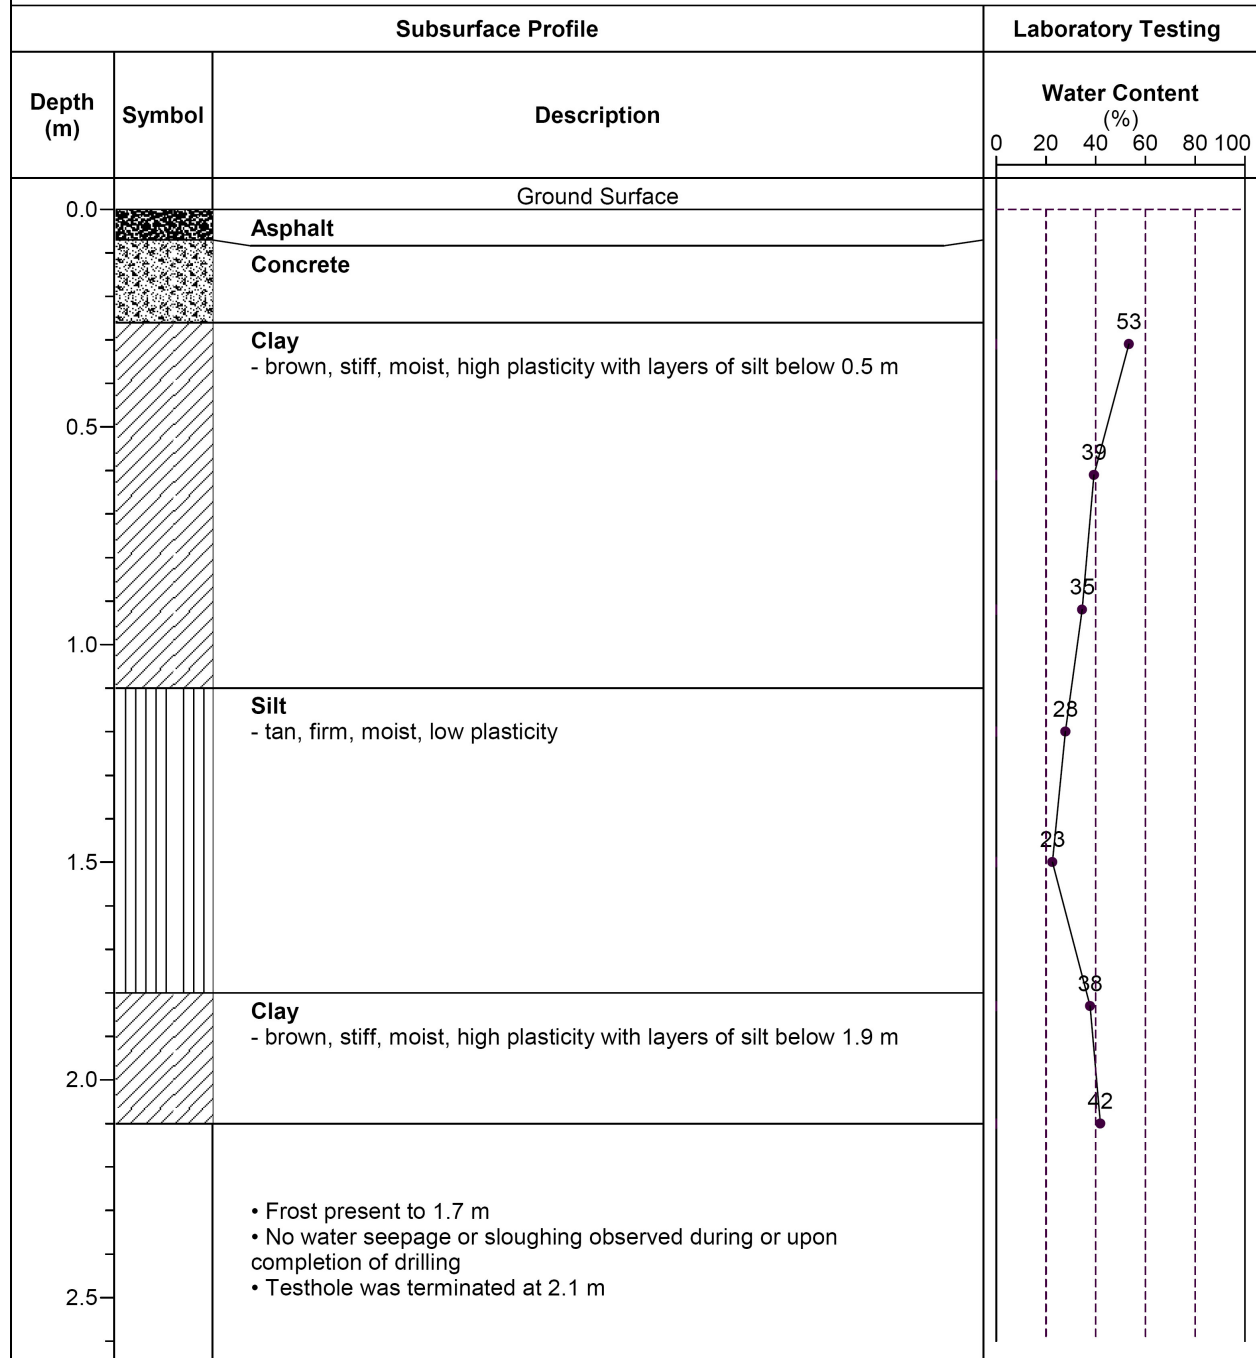 Subsurface Profile
Laboratory Testing
Depth
(m)
Symbol
Description
Water Content
(%)
0 20 40 60 80 100
Ground Surface
0.0
Asphalt
Concrete
53
Clay
- brown, stiff, moist, high plasticity with layers of silt below 0.5 m
0.5
39
35
1.0
Silt
28
- tan, firm, moist, low plasticity
23
1.5
38
Clay
- brown, stiff, moist, high plasticity with layers of silt below 1.9 m
2.0
42
• Frost present to 1.7 m
• No water seepage or sloughing observed during or upon
completion of drilling
• Testhole was terminated at 2.1 m
2.5